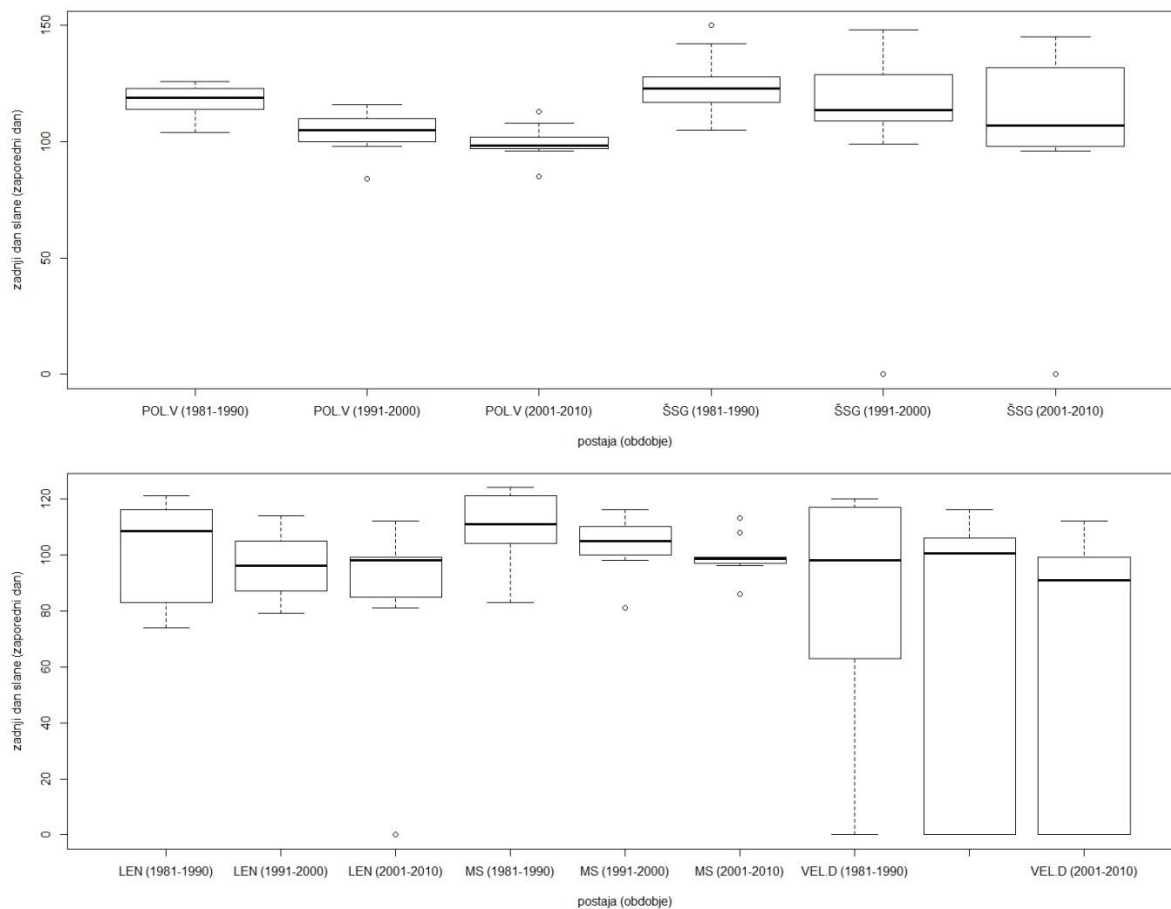 150
100
50
0
zadnji dan slane (zaporedni dan)
POL.V (1981-1990) POL.V (1991-2000) POL.V (2001-2010) ŠSG (1981-1990) ŠSG (1991-2000) ŠSG (2001-2010)
postaja (obdobje)
120
100
80
60
40
20
0
zadnji dan slane (zaporedni dan)
LEN (1981-1990) LEN (1991-2000) LEN (2001-2010) MS (1981-1990) MS (1991-2000) MS (2001-2010) VEL.D (1981-1990) VEL.D (2001-2010)
postaja (obdobje)